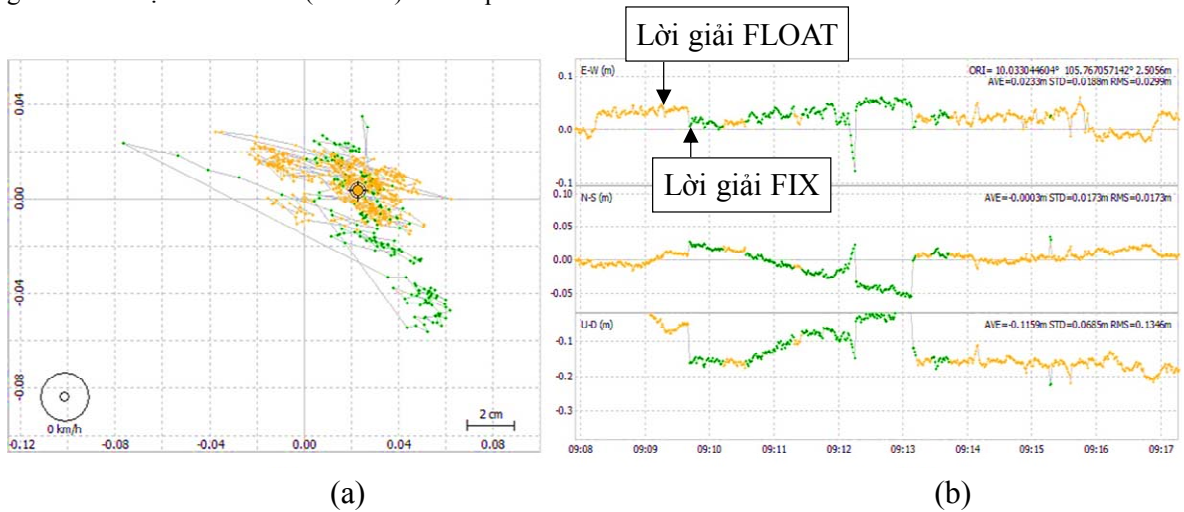 Lời giải FLOAT
Lời giải FIX
0.04
0.00
-0.04
-0.08
0 km/h
2 cm
-0.12 -0.08 -0.04 0.00 0.04 0.08
(a)
E-W (m)
ORI= 10.033044604° 105.767057142° 2.5056m
AVE=0.0233m STD=0.0188m RMS=0.0299m
0.1
0.0
-0.1
N-S (m)
AVE=-0.0003m STD=0.0173m RMS=0.0173m
0.10
0.05
0.00
-0.05
U-D (m)
AVE=-0.1159m STD=0.0685m RMS=0.1346m
-0.1
-0.2
-0.3
09:08 09:09 09:10 09:11 09:12 09:13 09:14 09:15 09:16 09:17
(b)